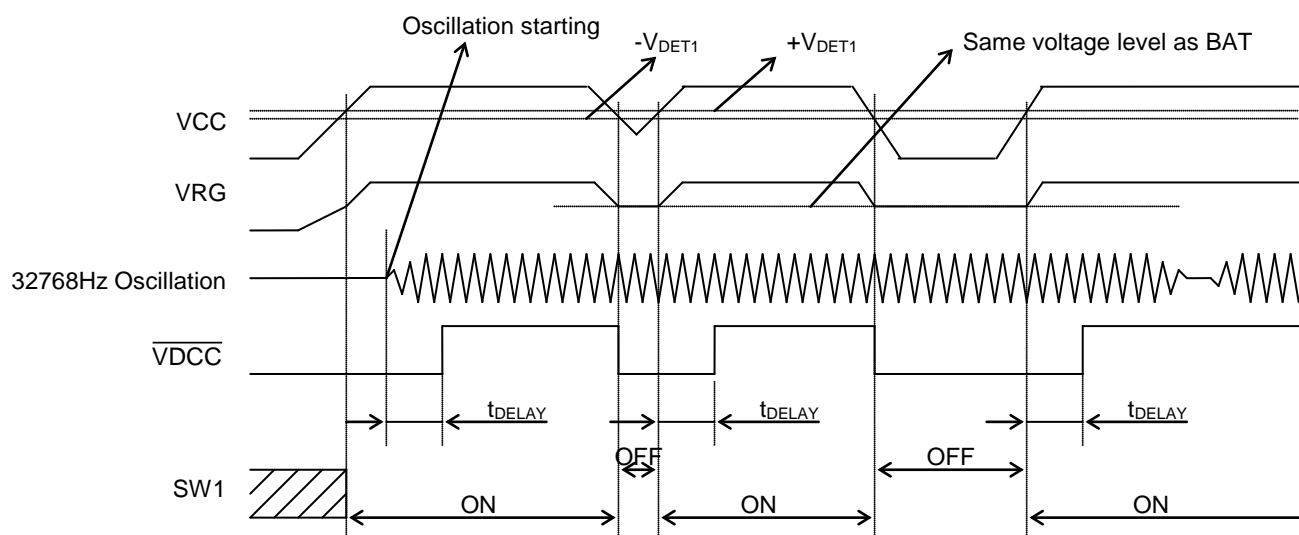 Oscillation starting
-VDET1
+VDET1
Same voltage level as BAT
VCC
VRG
32768Hz Oscillation
VDCC
tDELAY
tDELAY
tDELAY
OFF
OFF
SW1
ON
ON
ON